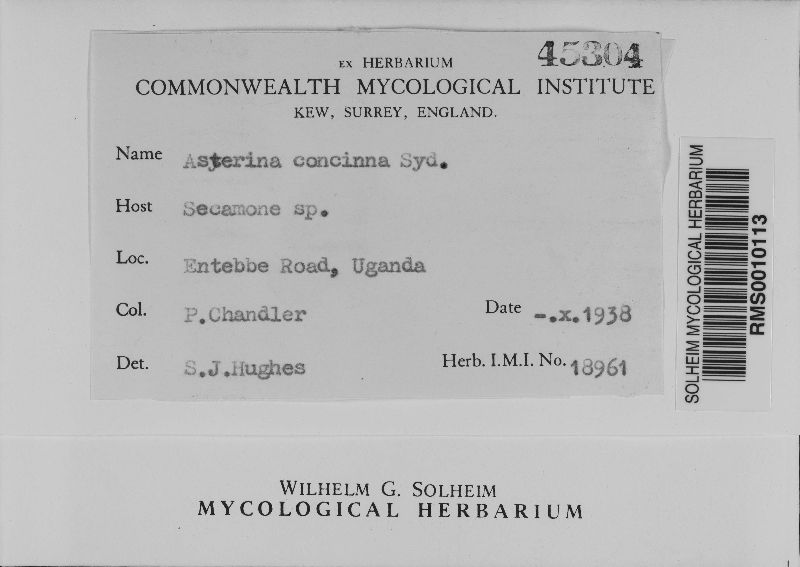 45304
EX HERBARIUM
COMMONWEALTH MYCOLOGICAL INSTITUTE
KEW, SURREY, ENGLAND.
Name Asterina concinna Syd.
Host Secamone sp.
Loc. Entebbe Road, Uganda
Col. P.Chandler Date -.x.1938
Det. S.J.Hughes Herb. I.M.I. No. 18961
SOLHEIM MYCOLOGICAL HERBARIUM
RMS0010113
WILHELM G. SOLHEIM
MYCOLOGICAL HERBARIUM